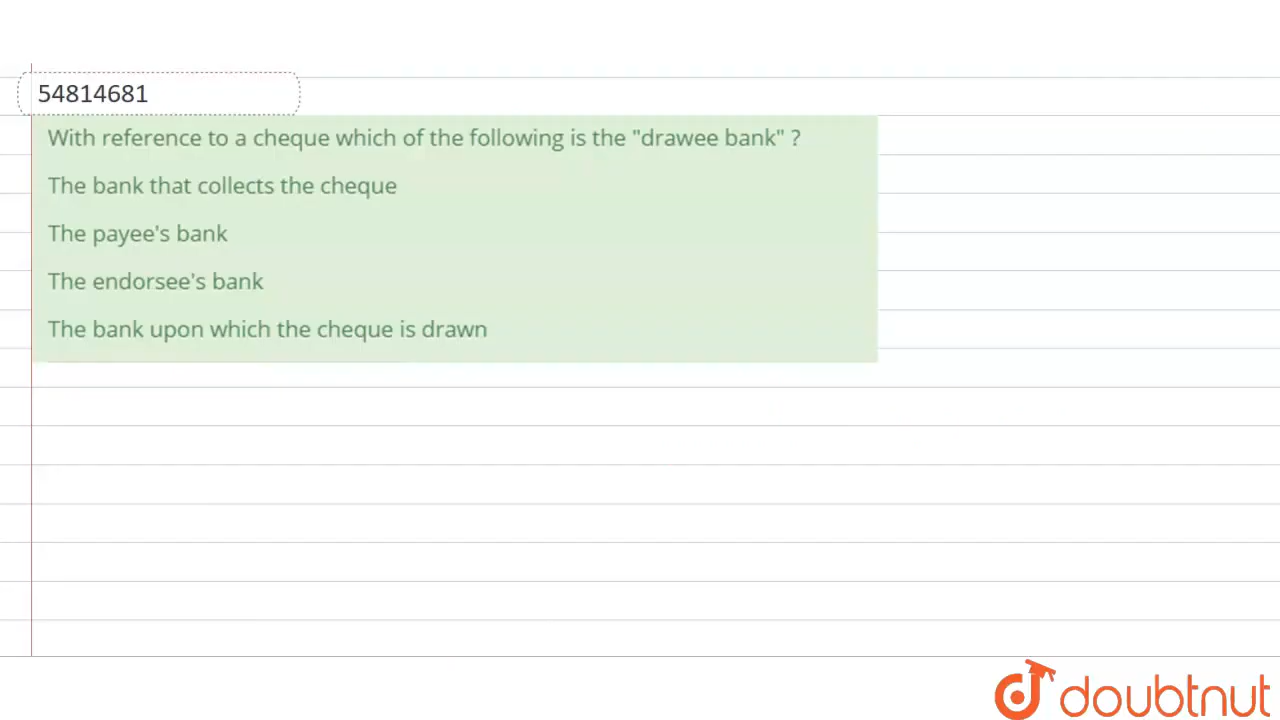 54814681
With reference to a cheque which of the following is the "drawee bank" ?
The bank that collects the cheque
The payee's bank
The endorsee's bank
The bank upon which the cheque is drawn
doubtnut